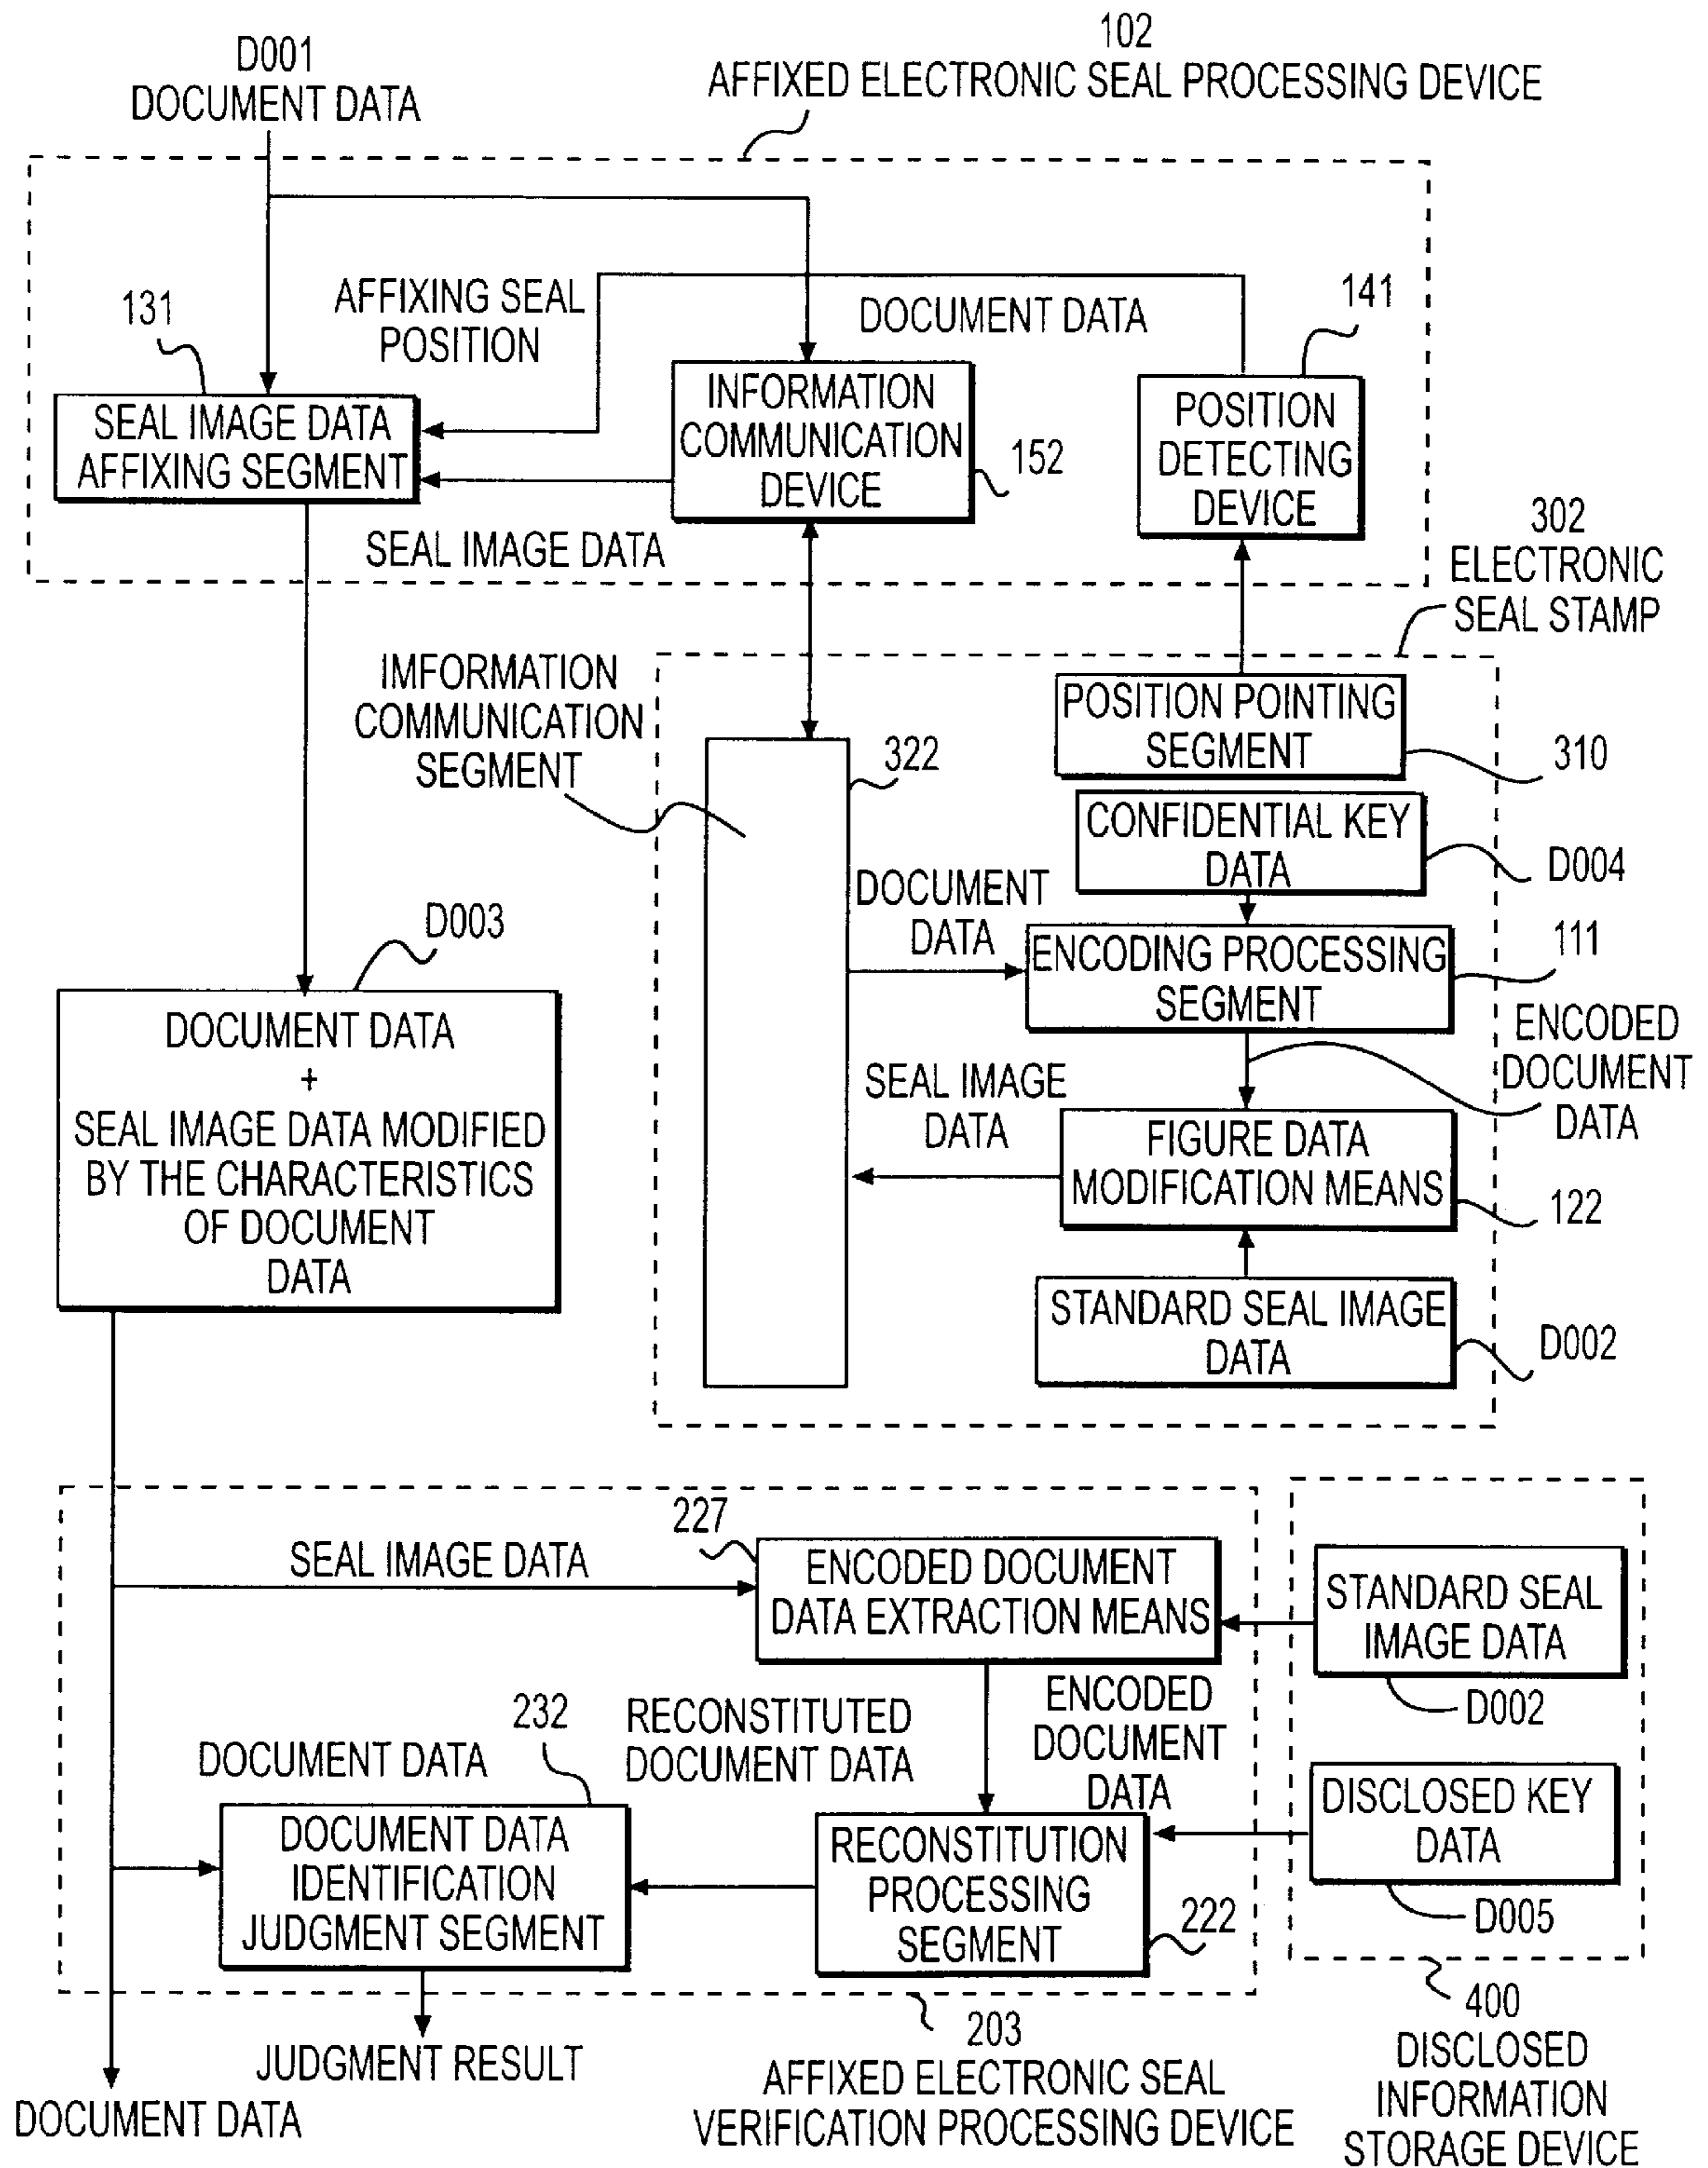 D001
DOCUMENT DATA
102
AFFIXED ELECTRONIC SEAL PROCESSING DEVICE
131
AFFIXING SEAL
POSITION
DOCUMENT DATA
141
SEAL IMAGE DATA
AFFIXING SEGMENT
INFORMATION
COMMUNICATION
DEVICE
152
POSITION
DETECTING
DEVICE
SEAL IMAGE DATA
302
ELECTRONIC
SEAL STAMP
IMFORMATION
COMMUNICATION
SEGMENT
322
POSITION POINTING
SEGMENT
310
CONFIDENTIAL KEY
DATA
D004
DOCUMENT
DATA
ENCODING PROCESSING
SEGMENT
111
ENCODED
DOCUMENT
DATA
D003
DOCUMENT DATA
+
SEAL IMAGE DATA MODIFIED
BY THE CHARACTERISTICS
OF DOCUMENT
DATA
SEAL IMAGE
DATA
FIGURE DATA
MODIFICATION MEANS
122
STANDARD SEAL IMAGE
DATA
D002
227
SEAL IMAGE DATA
ENCODED DOCUMENT
DATA EXTRACTION MEANS
STANDARD SEAL
IMAGE DATA
D002
232
RECONSTITUTED
DOCUMENT DATA
ENCODED
DOCUMENT
DATA
DOCUMENT DATA
DOCUMENT DATA
IDENTIFICATION
JUDGMENT SEGMENT
RECONSTITUTION
PROCESSING
SEGMENT
222
DISCLOSED KEY
DATA
D005
JUDGMENT RESULT
DOCUMENT DATA
203
AFFIXED ELECTRONIC SEAL
VERIFICATION PROCESSING DEVICE
400
DISCLOSED
INFORMATION
STORAGE DEVICE